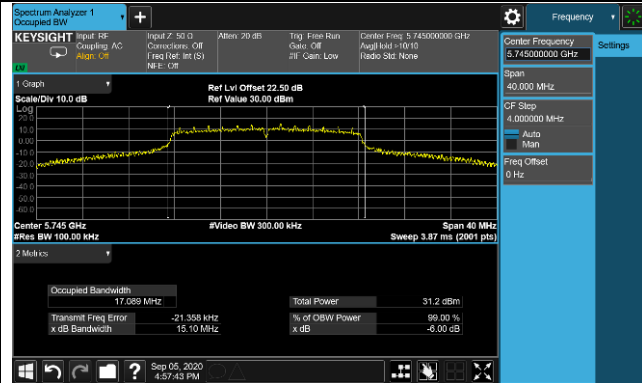 Spectrum Analyzer 1
Occupied BW
+
Frequency
KEYSIGHT
Input: RF
Coupling: AC
Align: Off
Input Z: 50 Ω
Corrections: Off
Freq Ref: Int (S)
NFE: Off
Atten: 20 dB
Trig: Free Run
Gate: Off
#IF Gain: Low
Center Freq: 5.745000000 GHz
Avg|Hold >10/10
Radio Std: None
Center Frequency
5.745000000 GHz
Settings
Span
40.000 MHz
CF Step
4.000000 MHz
Auto
Man
Freq Offset
0 Hz
1 Graph
Scale/Div 10.0 dB
Ref Lvl Offset 22.50 dB
Ref Value 30.00 dBm
Log
20.0
10.0
0.00
-10.0
-20.0
-30.0
-40.0
-50.0
-60.0
Center 5.745 GHz
#Video BW 300.00 kHz
Span 40 MHz
#Res BW 100.00 kHz
Sweep 3.87 ms (2001 pts)
2 Metrics
Occupied Bandwidth
17.089 MHz
Total Power 31.2 dBm
Transmit Freq Error -21.358 kHz
% of OBW Power 99.00 %
x dB Bandwidth 15.10 MHz
x dB -6.00 dB
?
Sep 05, 2020
4:57:43 PM